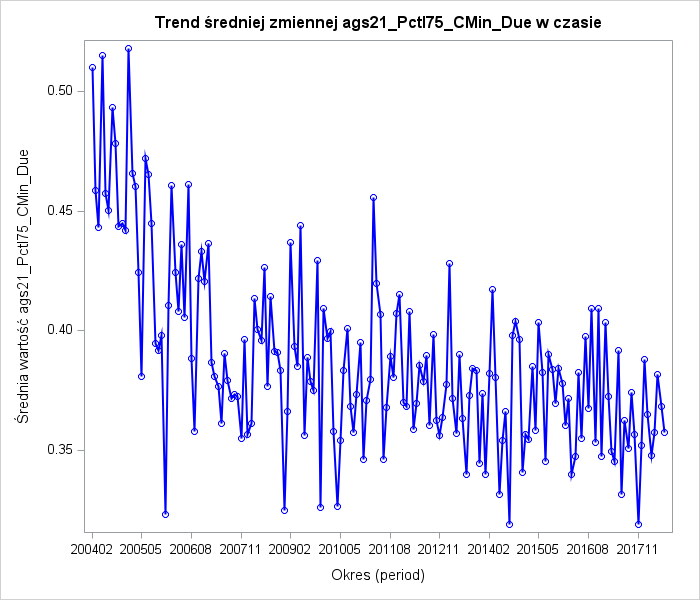 Trend średniej zmiennej ags21_Pctl75_CMin_Due w czasie
Średnia wartość ags21_Pctl75_CMin_Due
0.50
0.45
0.40
0.35
200402 200505 200608 200711 200902 201005 201108 201211 201402 201505 201608 201711
Okres (period)